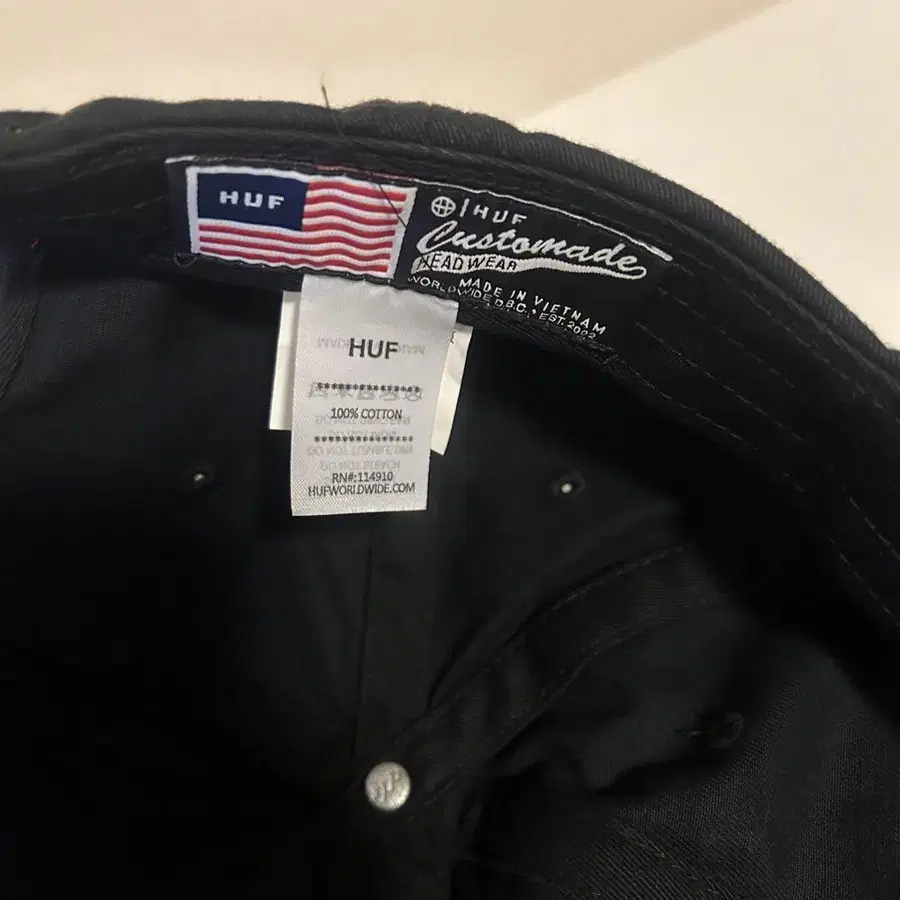 HUF
HUF
Customade
HEADWEAR
MADE IN VIETNAM
WORLDWIDE D.B.C. • EST. 2002
HUF
****************
100% COTTON
****************
RN#:114910
HUFWORLDWIDE.COM